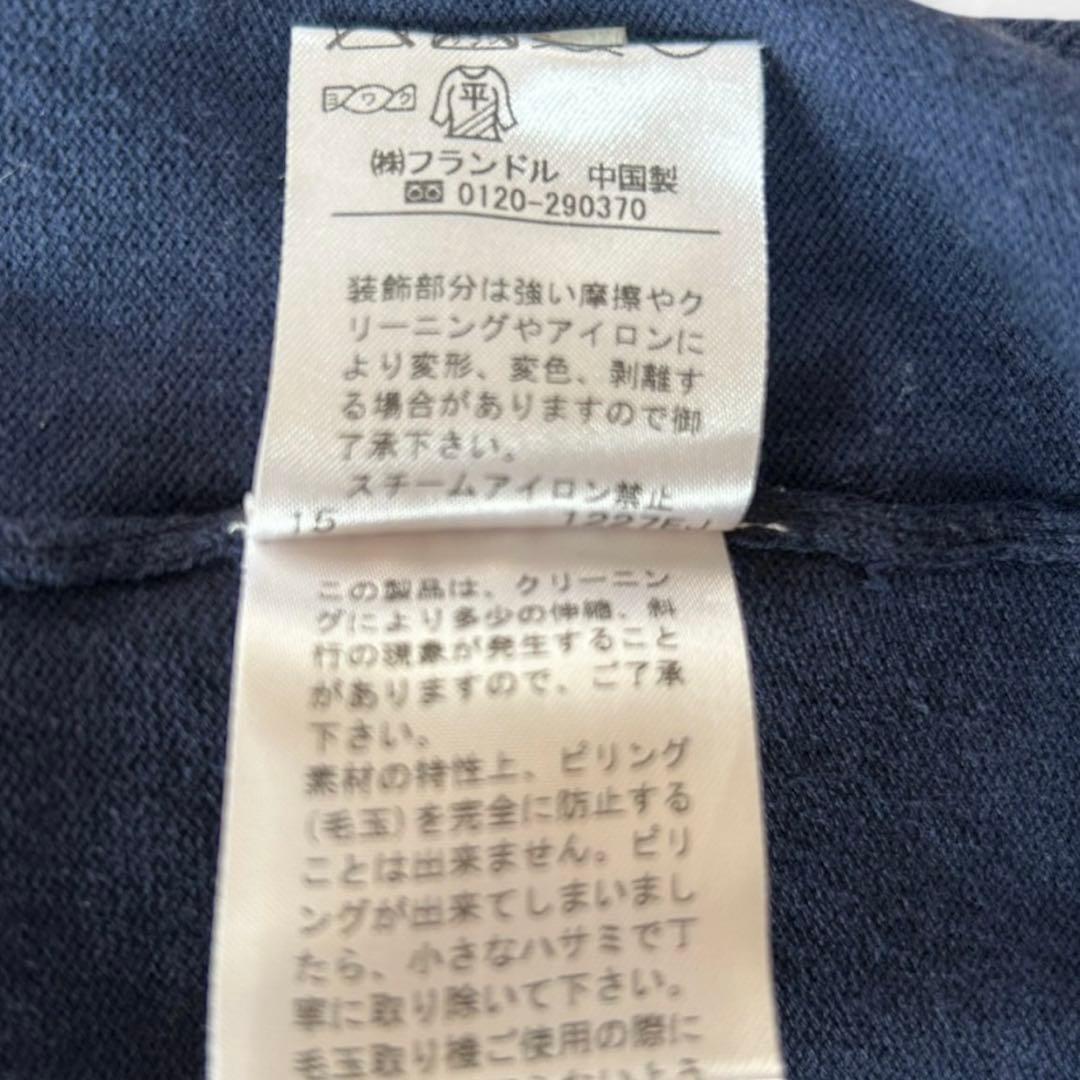 ヨワク
平
㈱フランドル 中国製
0120-290370
装飾部分は強い摩擦やク
リーニングやアイロンに
より変形、変色、剥離す
る場合がありますので御
了承下さい。
スチームアイロン禁止
15
この製品は、クリーニン
グにより多少の伸縮、斜
行の現象が発生すること
がありますので、ご了承
下さい。
素材の特性上、ピリング
(毛玉)を完全に防止する
ことは出来ません。ピリ
ングが出来てしまいまし
たら、小さなハサミで丁
寧に取り除いて下さい。
毛玉取り機ご使用の際に
ないよう